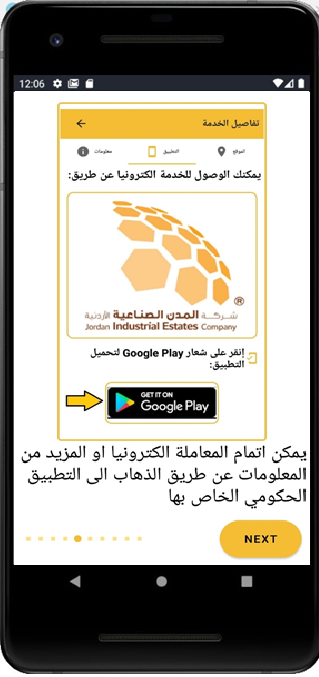 12:06
تفاصيل الخدمة
الموقع
التطبيق
معلومات
يمكنك الوصول للخدمة الكترونيا عن طريق:
شركة المدن الصناعية الأردنية
Jordan Industrial Estates Company
®
إنقر على شعار Google Play لتحميل
التطبيق:
GET IT ON
Google Play
يمكن اتمام المعاملة الكترونيا او المزيد من
المعلومات عن طريق الذهاب الى التطبيق
الحكومي الخاص بها
NEXT